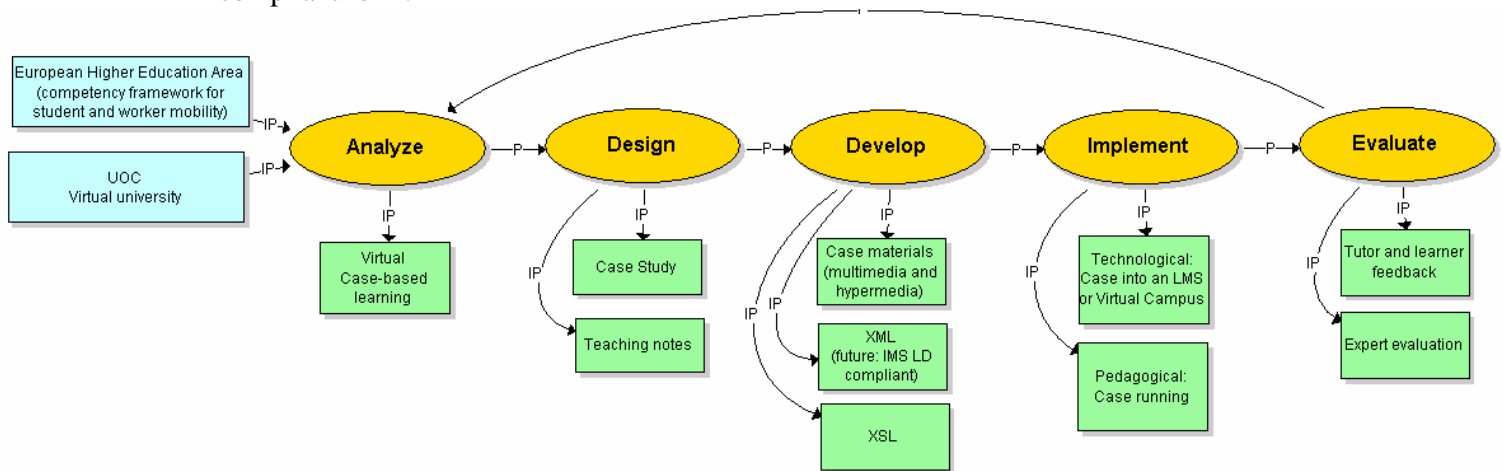 European Higher Education Area
(competency framework for
student and worker mobility)
IP
UOC
Virtual university
IP
Analyze
P
Design
P
Develop
P
Implement
P
Evaluate
IP
Virtual
Case-based
learning
IP
Case Study
IP
Teaching notes
IP
Case materials
(multimedia and
hypermedia)
IP
XML
(future: IMS LD
compliant)
IP
XSL
IP
Technological:
Case into an LMS
or Virtual Campus
IP
Pedagogical:
Case running
IP
Tutor and learner
feedback
IP
Expert evaluation